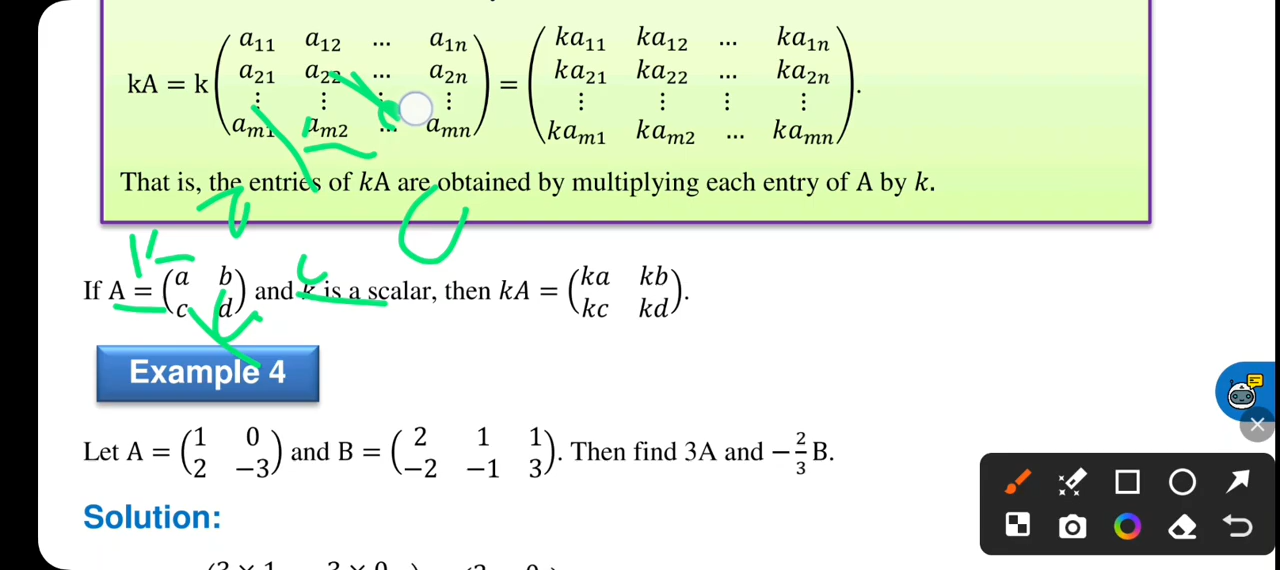 kA = k ( a11 a12 ... a1n
a21 a22 ... a2n
⋮ ⋮ ⋮ ⋮
am1 am2 ... amn ) = ( ka11 ka12 ... ka1n
ka21 ka22 ... ka2n
⋮ ⋮ ⋮ ⋮
kam1 kam2 ... kamn ).
That is, the entries of kA are obtained by multiplying each entry of A by k.
If A = ( a b
c d ) and k is a scalar, then kA = ( ka kb
kc kd ).
Example 4
Let A = ( 1 0
2 −3 ) and B = ( 2 1 1
−2 −1 3 ). Then find 3A and −2/3 B.
Solution: